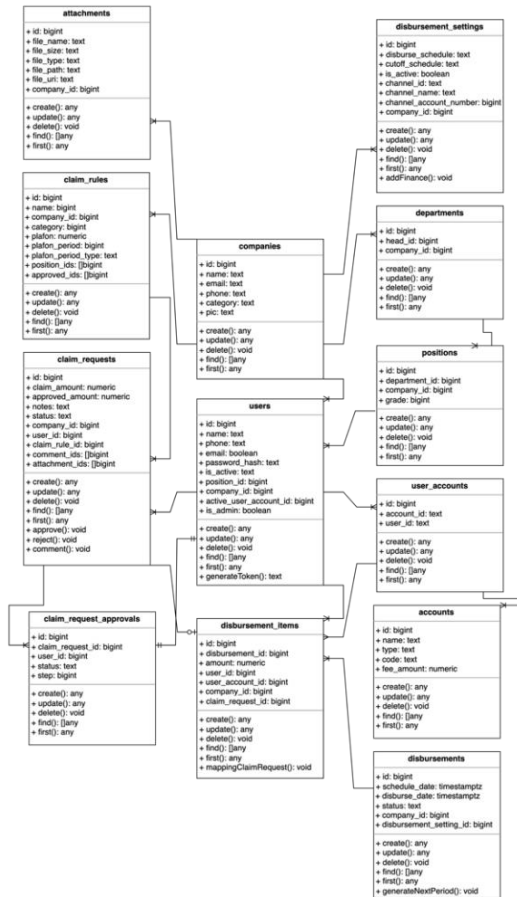 attachments
+ id: bigint
+ file_name: text
+ file_size: text
+ file_type: text
+ file_path: text
+ file_uri: text
+ company_id: bigint
+ create(): any
+ update(): any
+ delete(): void
+ find(): []any
+ first(): any
claim_rules
+ id: bigint
+ name: bigint
+ company_id: bigint
+ category: bigint
+ plafon: numeric
+ plafon_period: bigint
+ plafon_period_type: text
+ position_ids: []bigint
+ approved_ids: []bigint
+ create(): any
+ update(): any
+ delete(): void
+ find(): []any
+ first(): any
claim_requests
+ id: bigint
+ claim_amount: numeric
+ approved_amount: numeric
+ notes: text
+ status: text
+ company_id: bigint
+ user_id: bigint
+ claim_rule_id: bigint
+ comment_ids: []bigint
+ attachment_ids: []bigint
+ create(): any
+ update(): any
+ delete(): void
+ find(): []any
+ first(): any
+ approve(): void
+ reject(): void
+ comment(): void
claim_request_approvals
+ id: bigint
+ claim_request_id: bigint
+ user_id: bigint
+ status: text
+ step: bigint
+ create(): any
+ update(): any
+ delete(): void
+ find(): []any
+ first(): any
companies
+ id: bigint
+ name: text
+ email: text
+ phone: text
+ category: text
+ pic: text
+ create(): any
+ update(): any
+ delete(): void
+ find(): []any
+ first(): any
users
+ id: bigint
+ name: text
+ phone: text
+ email: boolean
+ password_hash: text
+ is_active: text
+ position_id: bigint
+ company_id: bigint
+ active_user_account_id: bigint
+ is_admin: boolean
+ create(): any
+ update(): any
+ delete(): void
+ find(): []any
+ first(): any
+ generateToken(): text
disbursement_items
+ id: bigint
+ disbursement_id: bigint
+ amount: numeric
+ user_id: bigint
+ user_account_id: bigint
+ company_id: bigint
+ claim_request_id: bigint
+ create(): any
+ update(): any
+ delete(): void
+ find(): []any
+ first(): any
+ mappingClaimRequest(): void
disbursement_settings
+ id: bigint
+ disburse_schedule: text
+ cutoff_schedule: text
+ is_active: boolean
+ channel_id: text
+ channel_name: text
+ channel_account_number: bigint
+ company_id: bigint
+ create(): any
+ update(): any
+ delete(): void
+ find(): []any
+ first(): any
+ addFinance(): void
departments
+ id: bigint
+ head_id: bigint
+ company_id: bigint
+ create(): any
+ update(): any
+ delete(): void
+ find(): []any
+ first(): any
positions
+ id: bigint
+ department_id: bigint
+ company_id: bigint
+ grade: bigint
+ create(): any
+ update(): any
+ delete(): void
+ find(): []any
+ first(): any
user_accounts
+ id: bigint
+ account_id: text
+ user_id: text
+ create(): any
+ update(): any
+ delete(): void
+ find(): []any
+ first(): any
accounts
+ id: bigint
+ name: text
+ type: text
+ code: text
+ fee_amount: numeric
+ create(): any
+ update(): any
+ delete(): void
+ find(): []any
+ first(): any
disbursements
+ id: bigint
+ schedule_date: timestamptz
+ disburse_date: timestamptz
+ status: text
+ company_id: bigint
+ disbursement_setting_id: bigint
+ create(): any
+ update(): any
+ delete(): void
+ find(): []any
+ first(): any
+ generateNextPeriod(): void